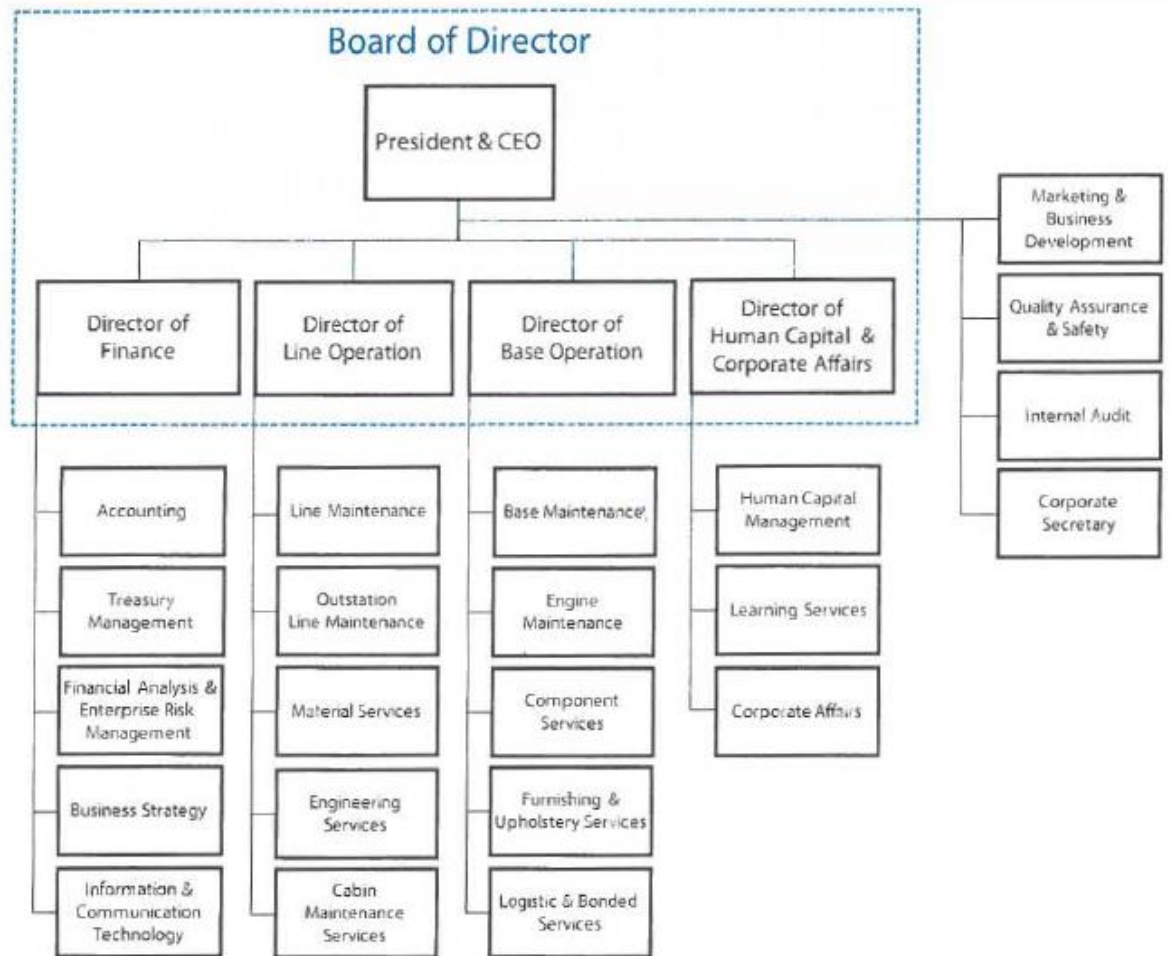 Board of Director
President & CEO
Marketing &
Business
Development
Quality Assurance
& Safety
Internal Audit
Corporate
Secretary
Director of
Finance
Director of
Line Operation
Director of
Base Operation
Director of
Human Capital &
Corporate Affairs
Accounting
Treasury
Management
Financial Analysis &
Enterprise Risk
Management
Business Strategy
Information &
Communication
Technology
Line Maintenance
Outstation
Line Maintenance
Material Services
Engineering
Services
Cabin
Maintenance
Services
Base Maintenance
Engine
Maintenance
Component
Services
Furnishing &
Upholstery Services
Logistic & Bonded
Services
Human Capital
Management
Learning Services
Corporate Affairs